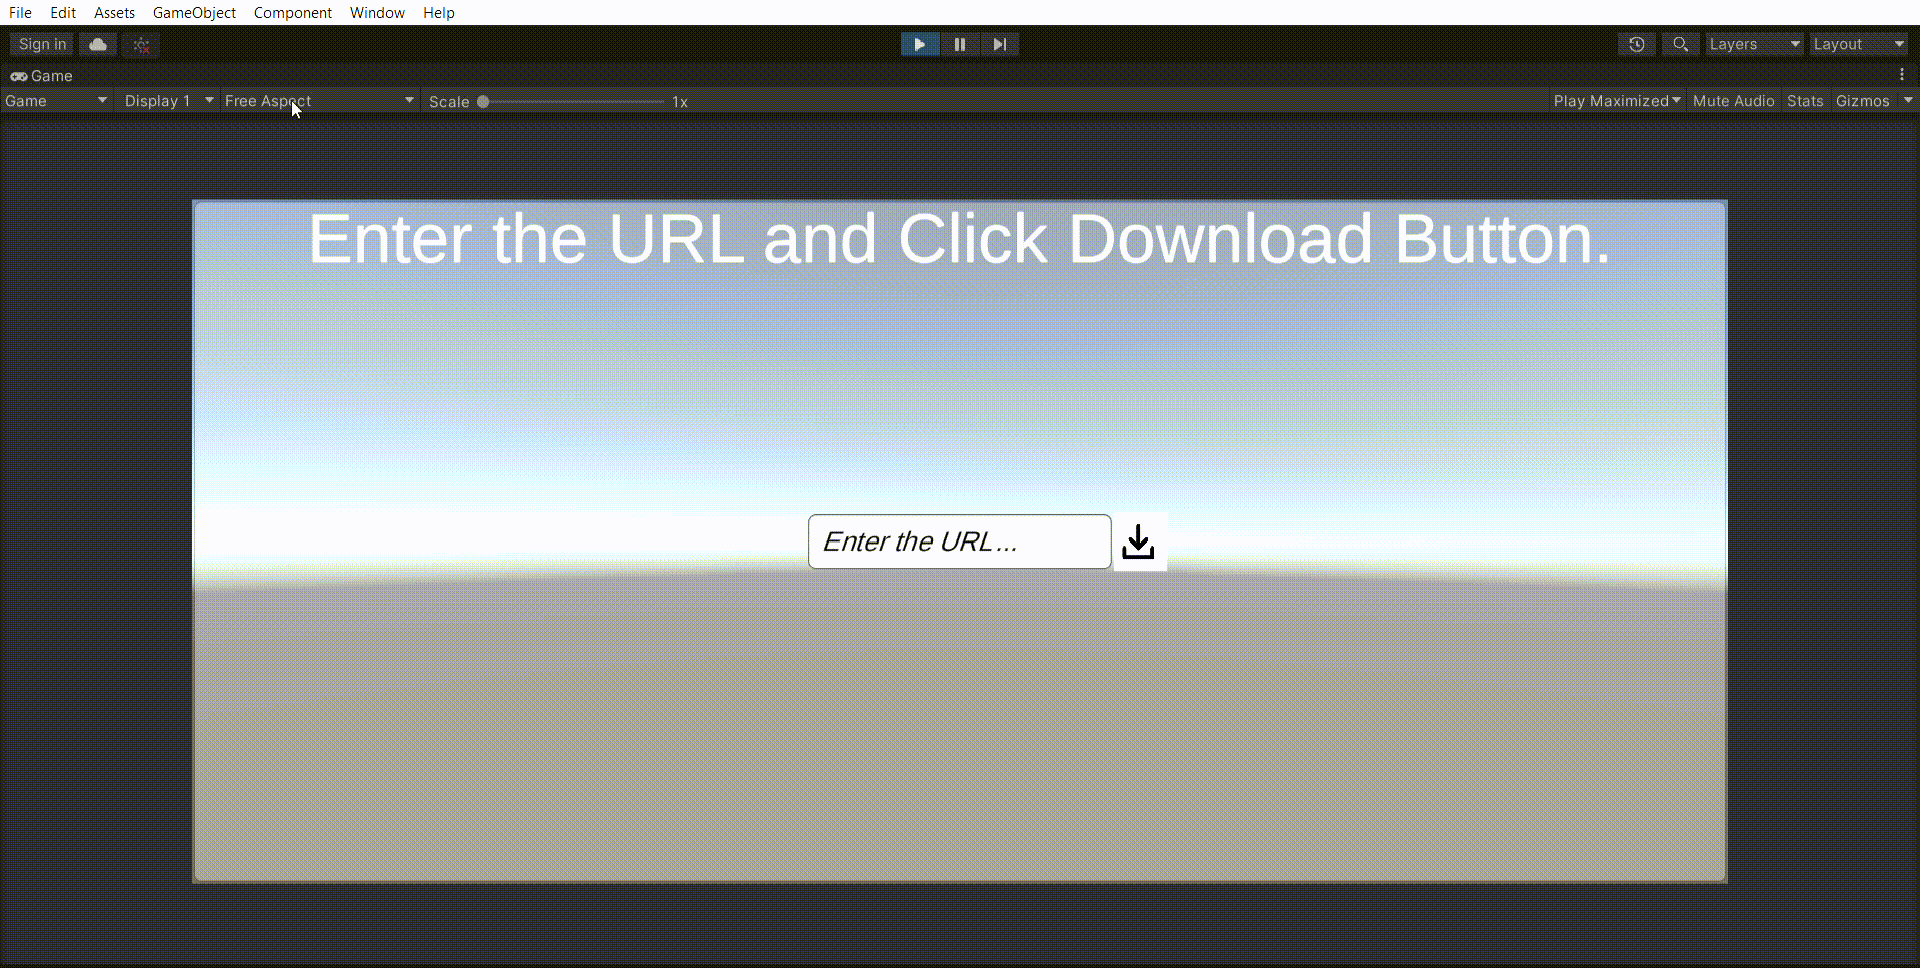 File Edit Assets GameObject Component Window Help
Sign in Layers Layout
Game
Game Display 1 Free Aspect Scale 1x Play Maximized Mute Audio Stats Gizmos
Enter the URL and Click Download Button.
Enter the URL...